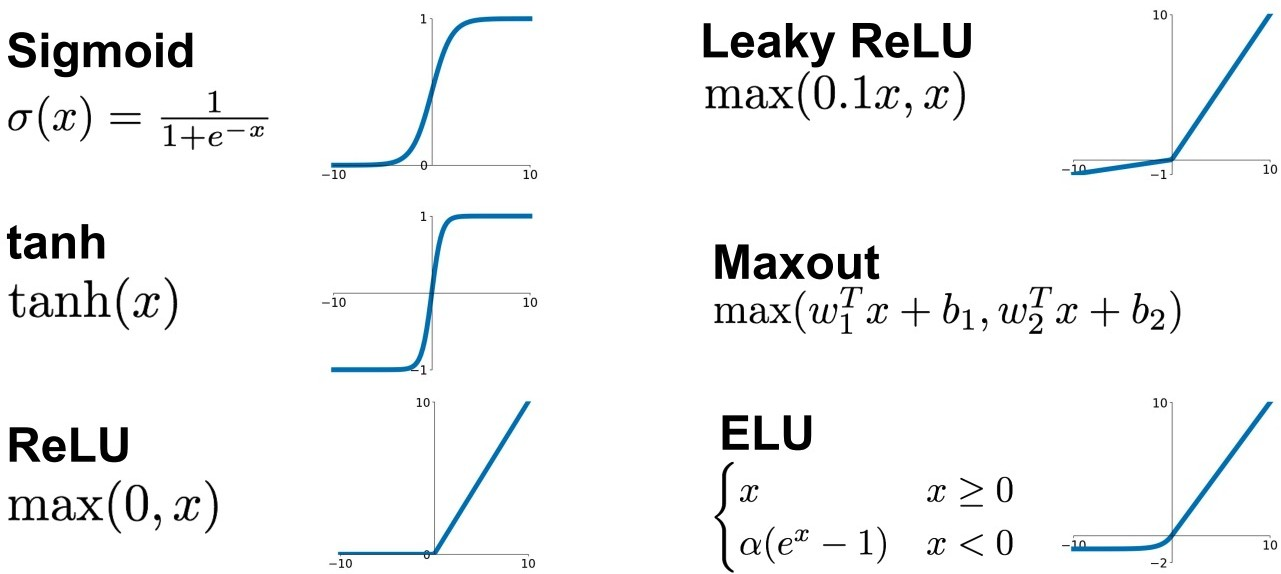 Sigmoid
σ(x) = 1/(1+e^{-x})
1
0
-10
10
tanh
tanh(x)
1
-10
10
-1
ReLU
max(0, x)
10
0
-10
10
Leaky ReLU
max(0.1x, x)
10
-10
10
-1
Maxout
max(w_1^T x + b_1, w_2^T x + b_2)
ELU
{ x x ≥ 0
α(e^x − 1) x < 0
10
-10
10
-2